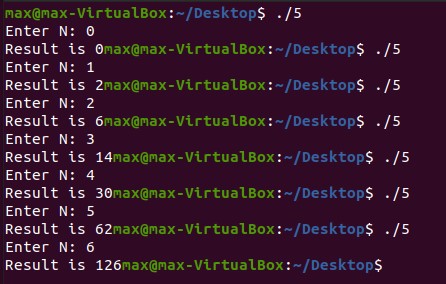 max@max-VirtualBox:~/Desktop$ ./5
Enter N: 0
Result is 0max@max-VirtualBox:~/Desktop$ ./5
Enter N: 1
Result is 2max@max-VirtualBox:~/Desktop$ ./5
Enter N: 2
Result is 6max@max-VirtualBox:~/Desktop$ ./5
Enter N: 3
Result is 14max@max-VirtualBox:~/Desktop$ ./5
Enter N: 4
Result is 30max@max-VirtualBox:~/Desktop$ ./5
Enter N: 5
Result is 62max@max-VirtualBox:~/Desktop$ ./5
Enter N: 6
Result is 126max@max-VirtualBox:~/Desktop$